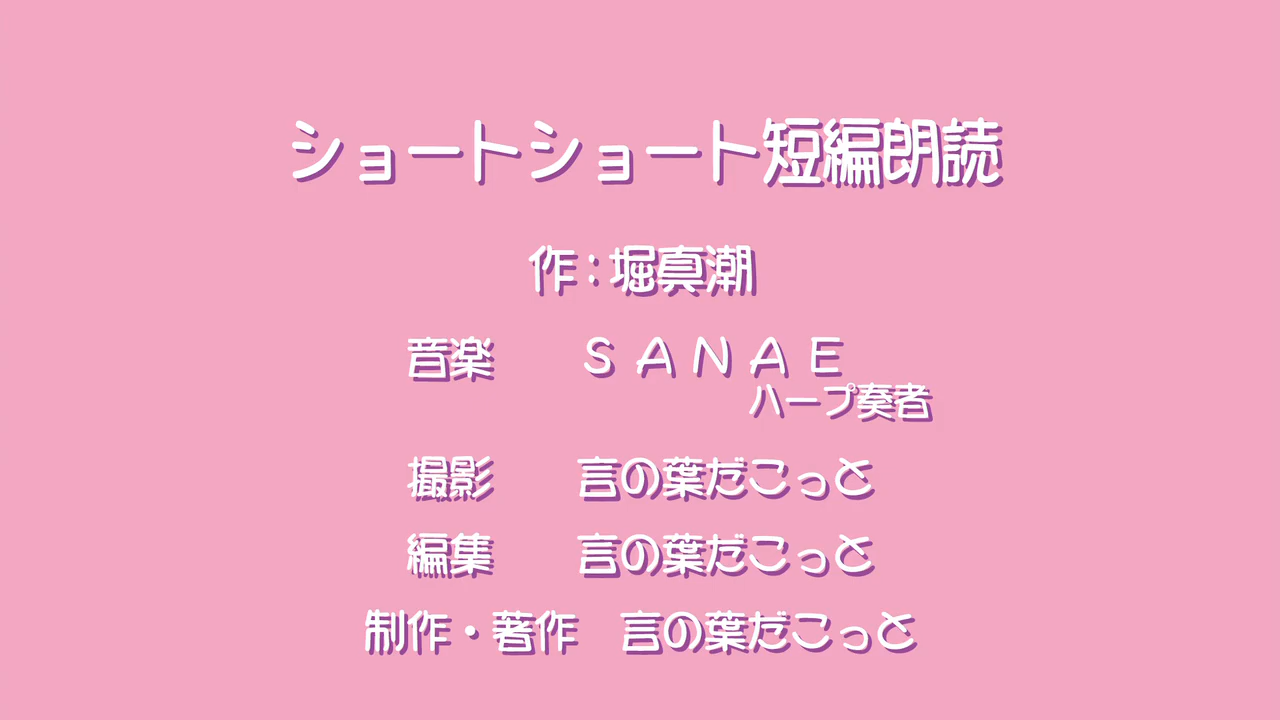 ショートショート短編朗読
作：堀真潮
音楽　　ＳＡＮＡＥ
ハープ奏者
撮影　　言の葉だこっと
編集　　言の葉だこっと
制作・著作　言の葉だこっと